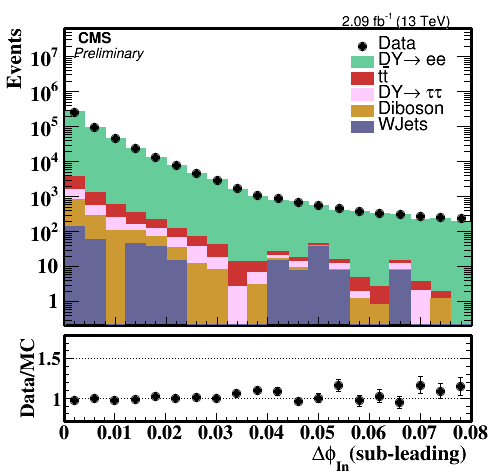 2.09 fb⁻¹ (13 TeV)
CMS
Preliminary
Data
DY→ ee
tt̄
DY→ ττ
Diboson
WJets
Events
10⁷
10⁶
10⁵
10⁴
10³
10²
10
1
Data/MC
1.5
1
0 0.01 0.02 0.03 0.04 0.05 0.06 0.07 0.08
Δϕ_In(sub-leading)